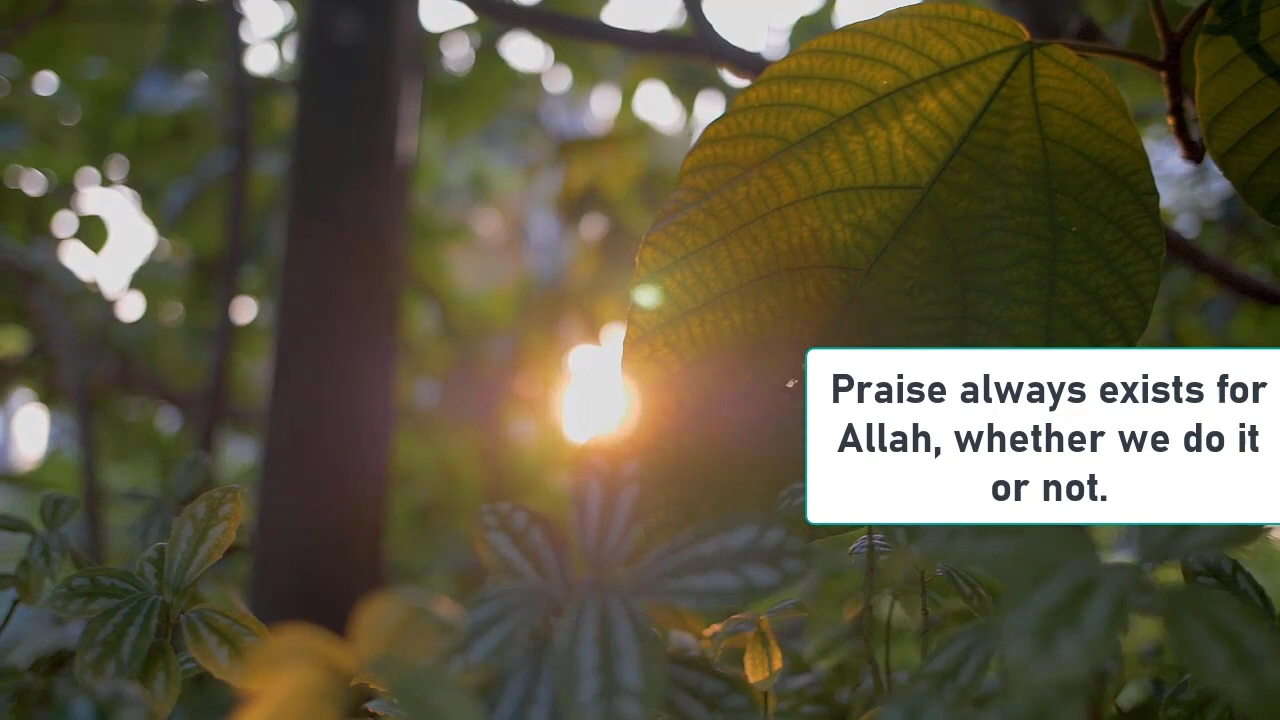 Praise always exists for
Allah, whether we do it
or not.